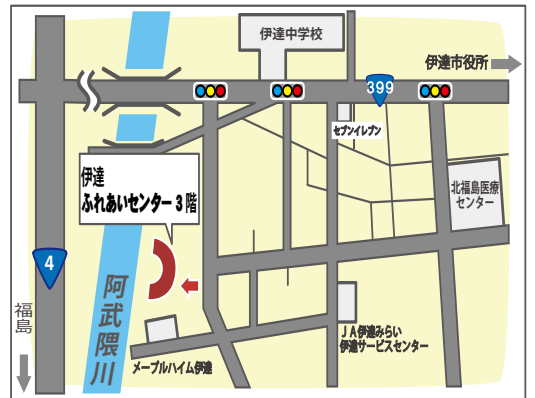 伊達中学校
伊達市役所
399
セブンイレブン
伊達
ふれあいセンター 3 階
北福島医療
センター
4
福島
阿武隈川
ＪＡ伊達みらい
伊達サービスセンター
メープルハイム伊達